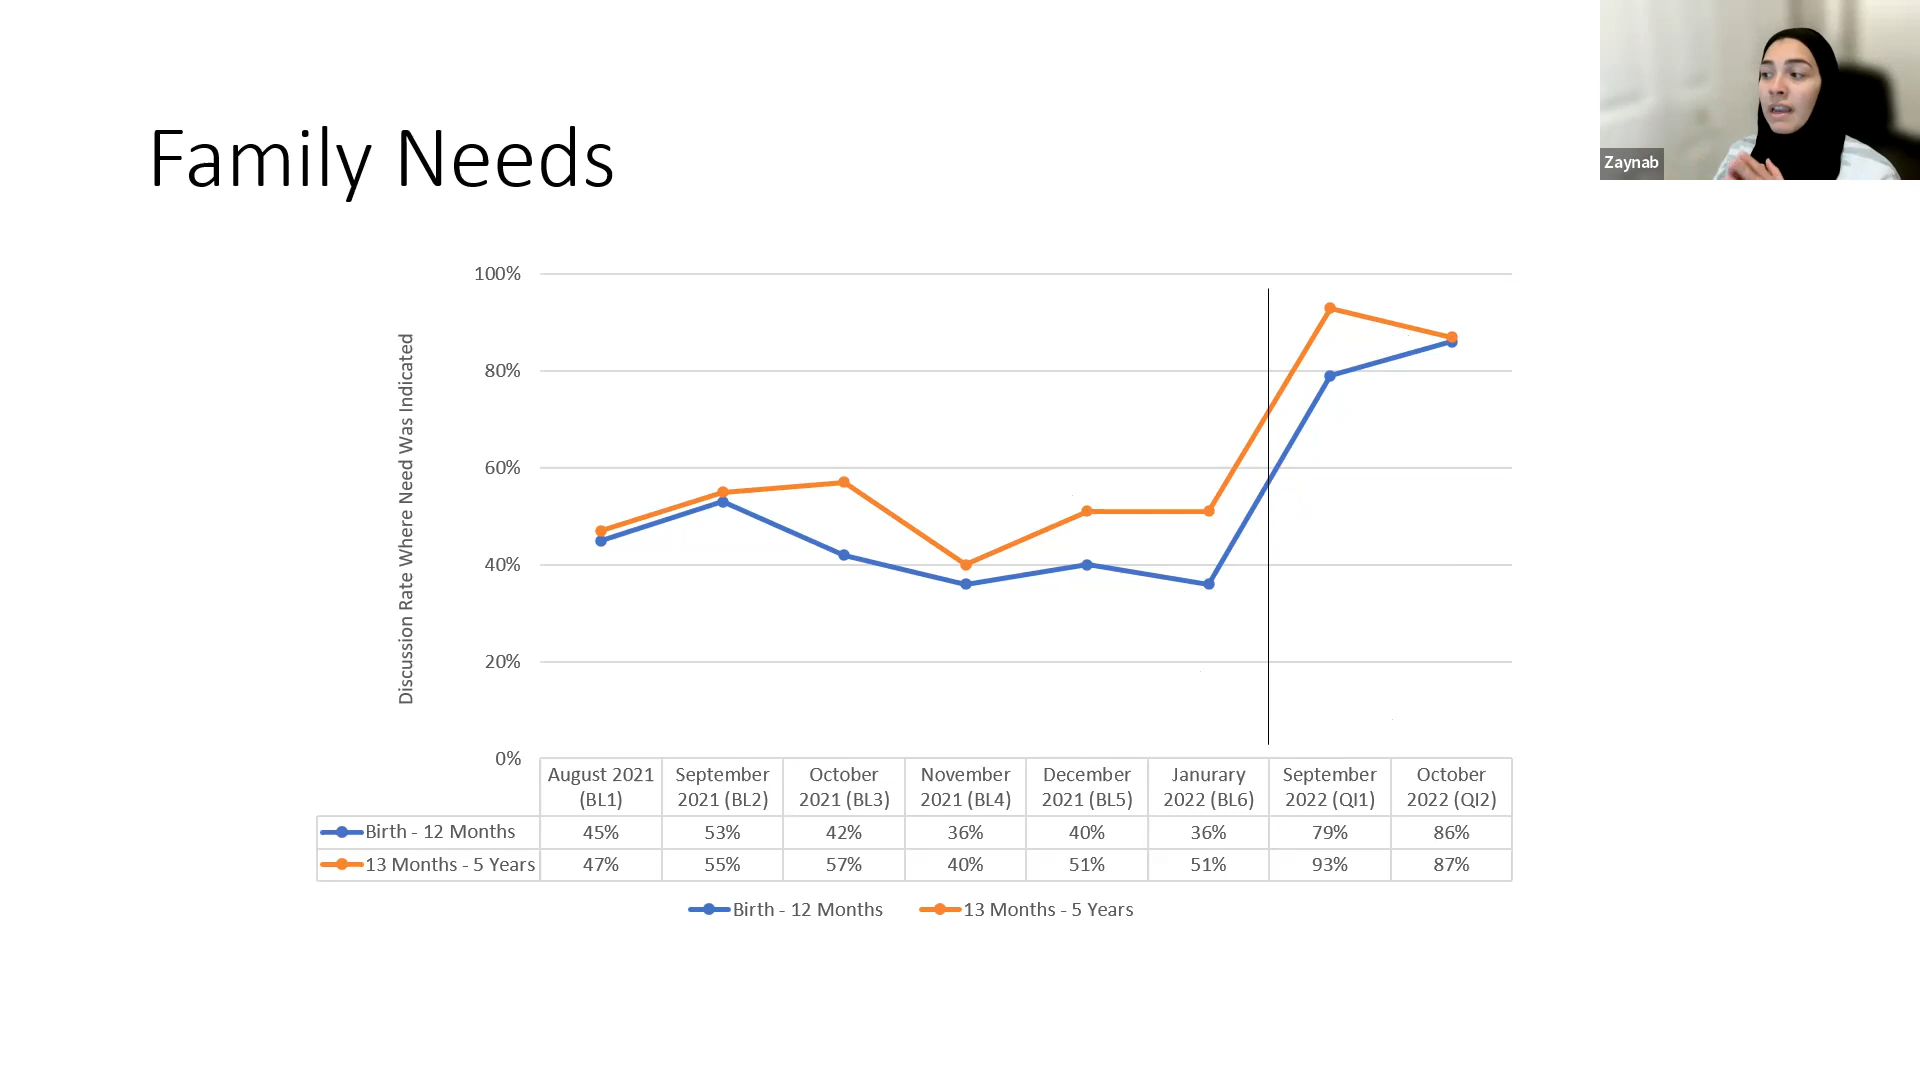 Zaynab
Family Needs
Discussion Rate Where Need Was Indicated
100%
80%
60%
40%
20%
0%
August 2021 (BL1) September 2021 (BL2) October 2021 (BL3) November 2021 (BL4) December 2021 (BL5) Janurary 2022 (BL6) September 2022 (QI1) October 2022 (QI2)
Birth - 12 Months 45% 53% 42% 36% 40% 36% 79% 86%
13 Months - 5 Years 47% 55% 57% 40% 51% 51% 93% 87%
Birth - 12 Months 13 Months - 5 Years